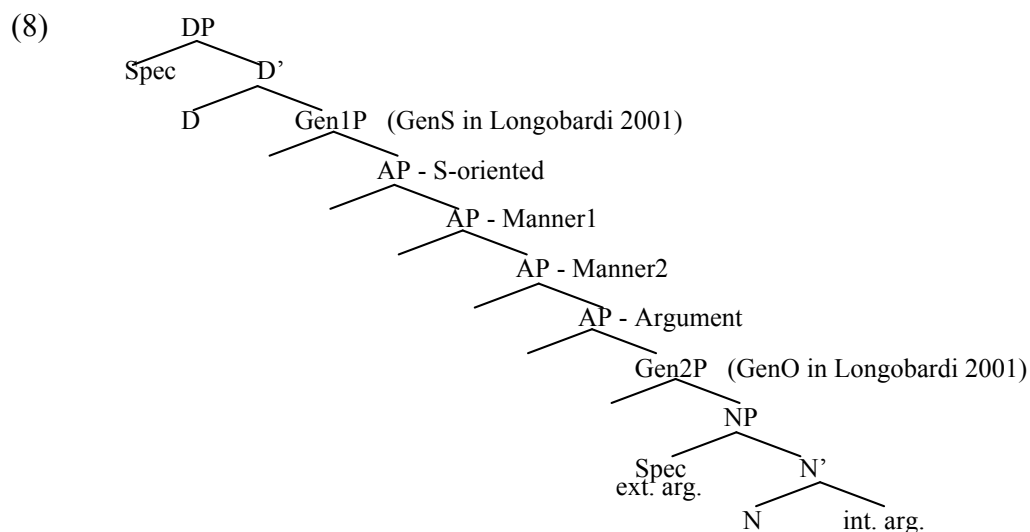 (8)
DP
Spec D’
D Gen1P (GenS in Longobardi 2001)
AP - S-oriented
AP - Manner1
AP - Manner2
AP - Argument
Gen2P (GenO in Longobardi 2001)
NP
Spec N’
ext. arg.
N int. arg.